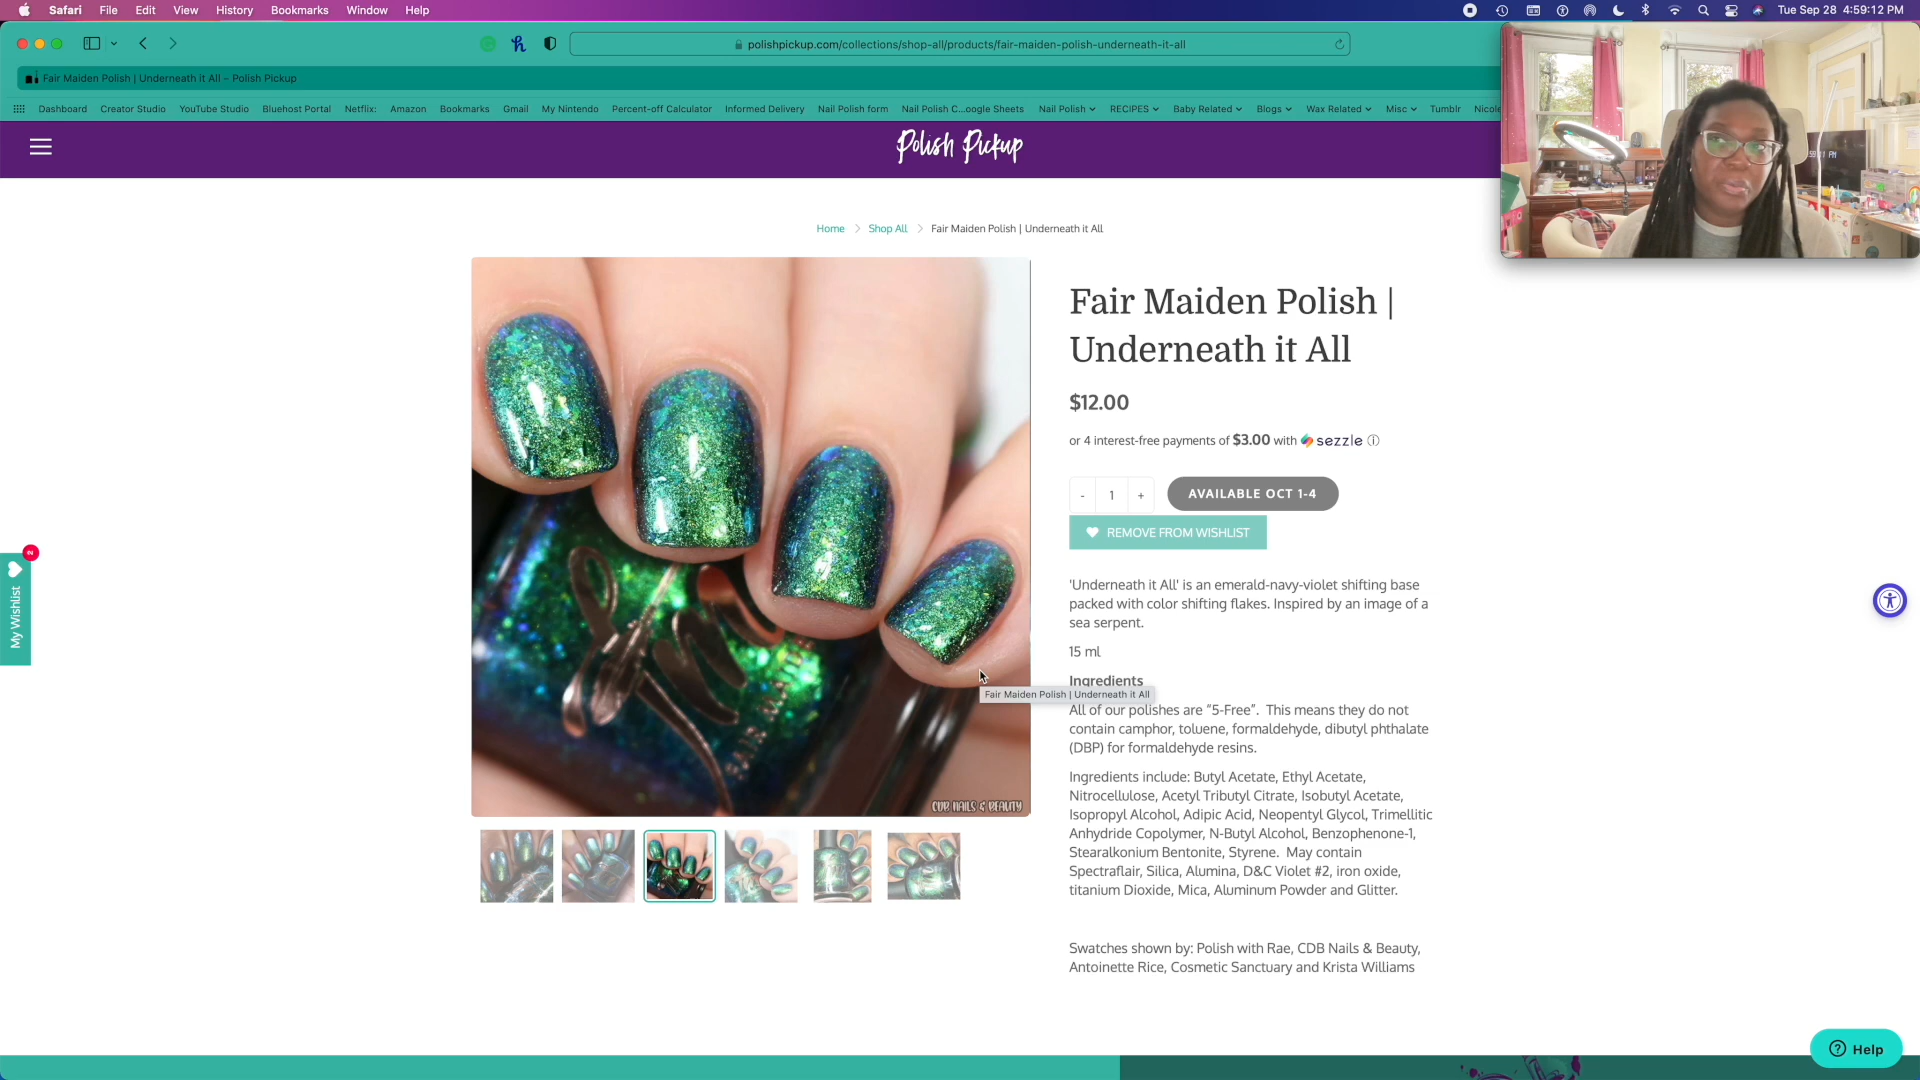 Safari File Edit View History Bookmarks Window Help
Tue Sep 28 4:59:12 PM
polishpickup.com/collections/shop-all/products/fair-maiden-polish-underneath-it-all
Fair Maiden Polish | Underneath it All – Polish Pickup
Dashboard Creator Studio YouTube Studio Bluehost Portal Netflix: Amazon Bookmarks Gmail My Nintendo Percent-off Calculator Informed Delivery Nail Polish form Nail Polish C...oogle Sheets Nail Polish RECIPES Baby Related Blogs Wax Related Misc Tumblr Nicole
Polish Pickup
Home Shop All Fair Maiden Polish | Underneath it All
Fair Maiden Polish |
Underneath it All
$12.00
or 4 interest-free payments of $3.00 with sezzle
- 1 + AVAILABLE OCT 1-4
REMOVE FROM WISHLIST
2
My Wishlist
'Underneath it All' is an emerald-navy-violet shifting base
packed with color shifting flakes. Inspired by an image of a
sea serpent.
15 ml
Ingredients
Fair Maiden Polish | Underneath it All
All of our polishes are “5-Free”. This means they do not
contain camphor, toluene, formaldehyde, dibutyl phthalate
(DBP) for formaldehyde resins.
Ingredients include: Butyl Acetate, Ethyl Acetate,
Nitrocellulose, Acetyl Tributyl Citrate, Isobutyl Acetate,
Isopropyl Alcohol, Adipic Acid, Neopentyl Glycol, Trimellitic
Anhydride Copolymer, N-Butyl Alcohol, Benzophenone-1,
Stearalkonium Bentonite, Styrene. May contain
Spectraflair, Silica, Alumina, D&C Violet #2, iron oxide,
titanium Dioxide, Mica, Aluminum Powder and Glitter.
CDB NAILS & BEAUTY
Swatches shown by: Polish with Rae, CDB Nails & Beauty,
Antoinette Rice, Cosmetic Sanctuary and Krista Williams
Help